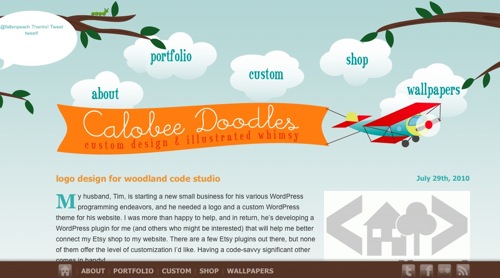 @fallenpeach Thanks! Tweet
tweet!
portfolio
shop
custom
about
wallpapers
Calobee Doodles
custom design & illustrated whimsy
logo design for woodland code studio
July 29th, 2010
My husband, Tim, is starting a new small business for his various WordPress
programming endeavors, and he needed a logo and a custom WordPress
theme for his website. I was more than happy to help, and in return, he's developing a
WordPress plugin for me (and others who might be interested) that will help me better
connect my Etsy shop to my website. There are a few Etsy plugins out there, but none
of them offer the level of customization I'd like. Having a code-savvy significant other
comes in handy!
ABOUT PORTFOLIO CUSTOM SHOP WALLPAPERS